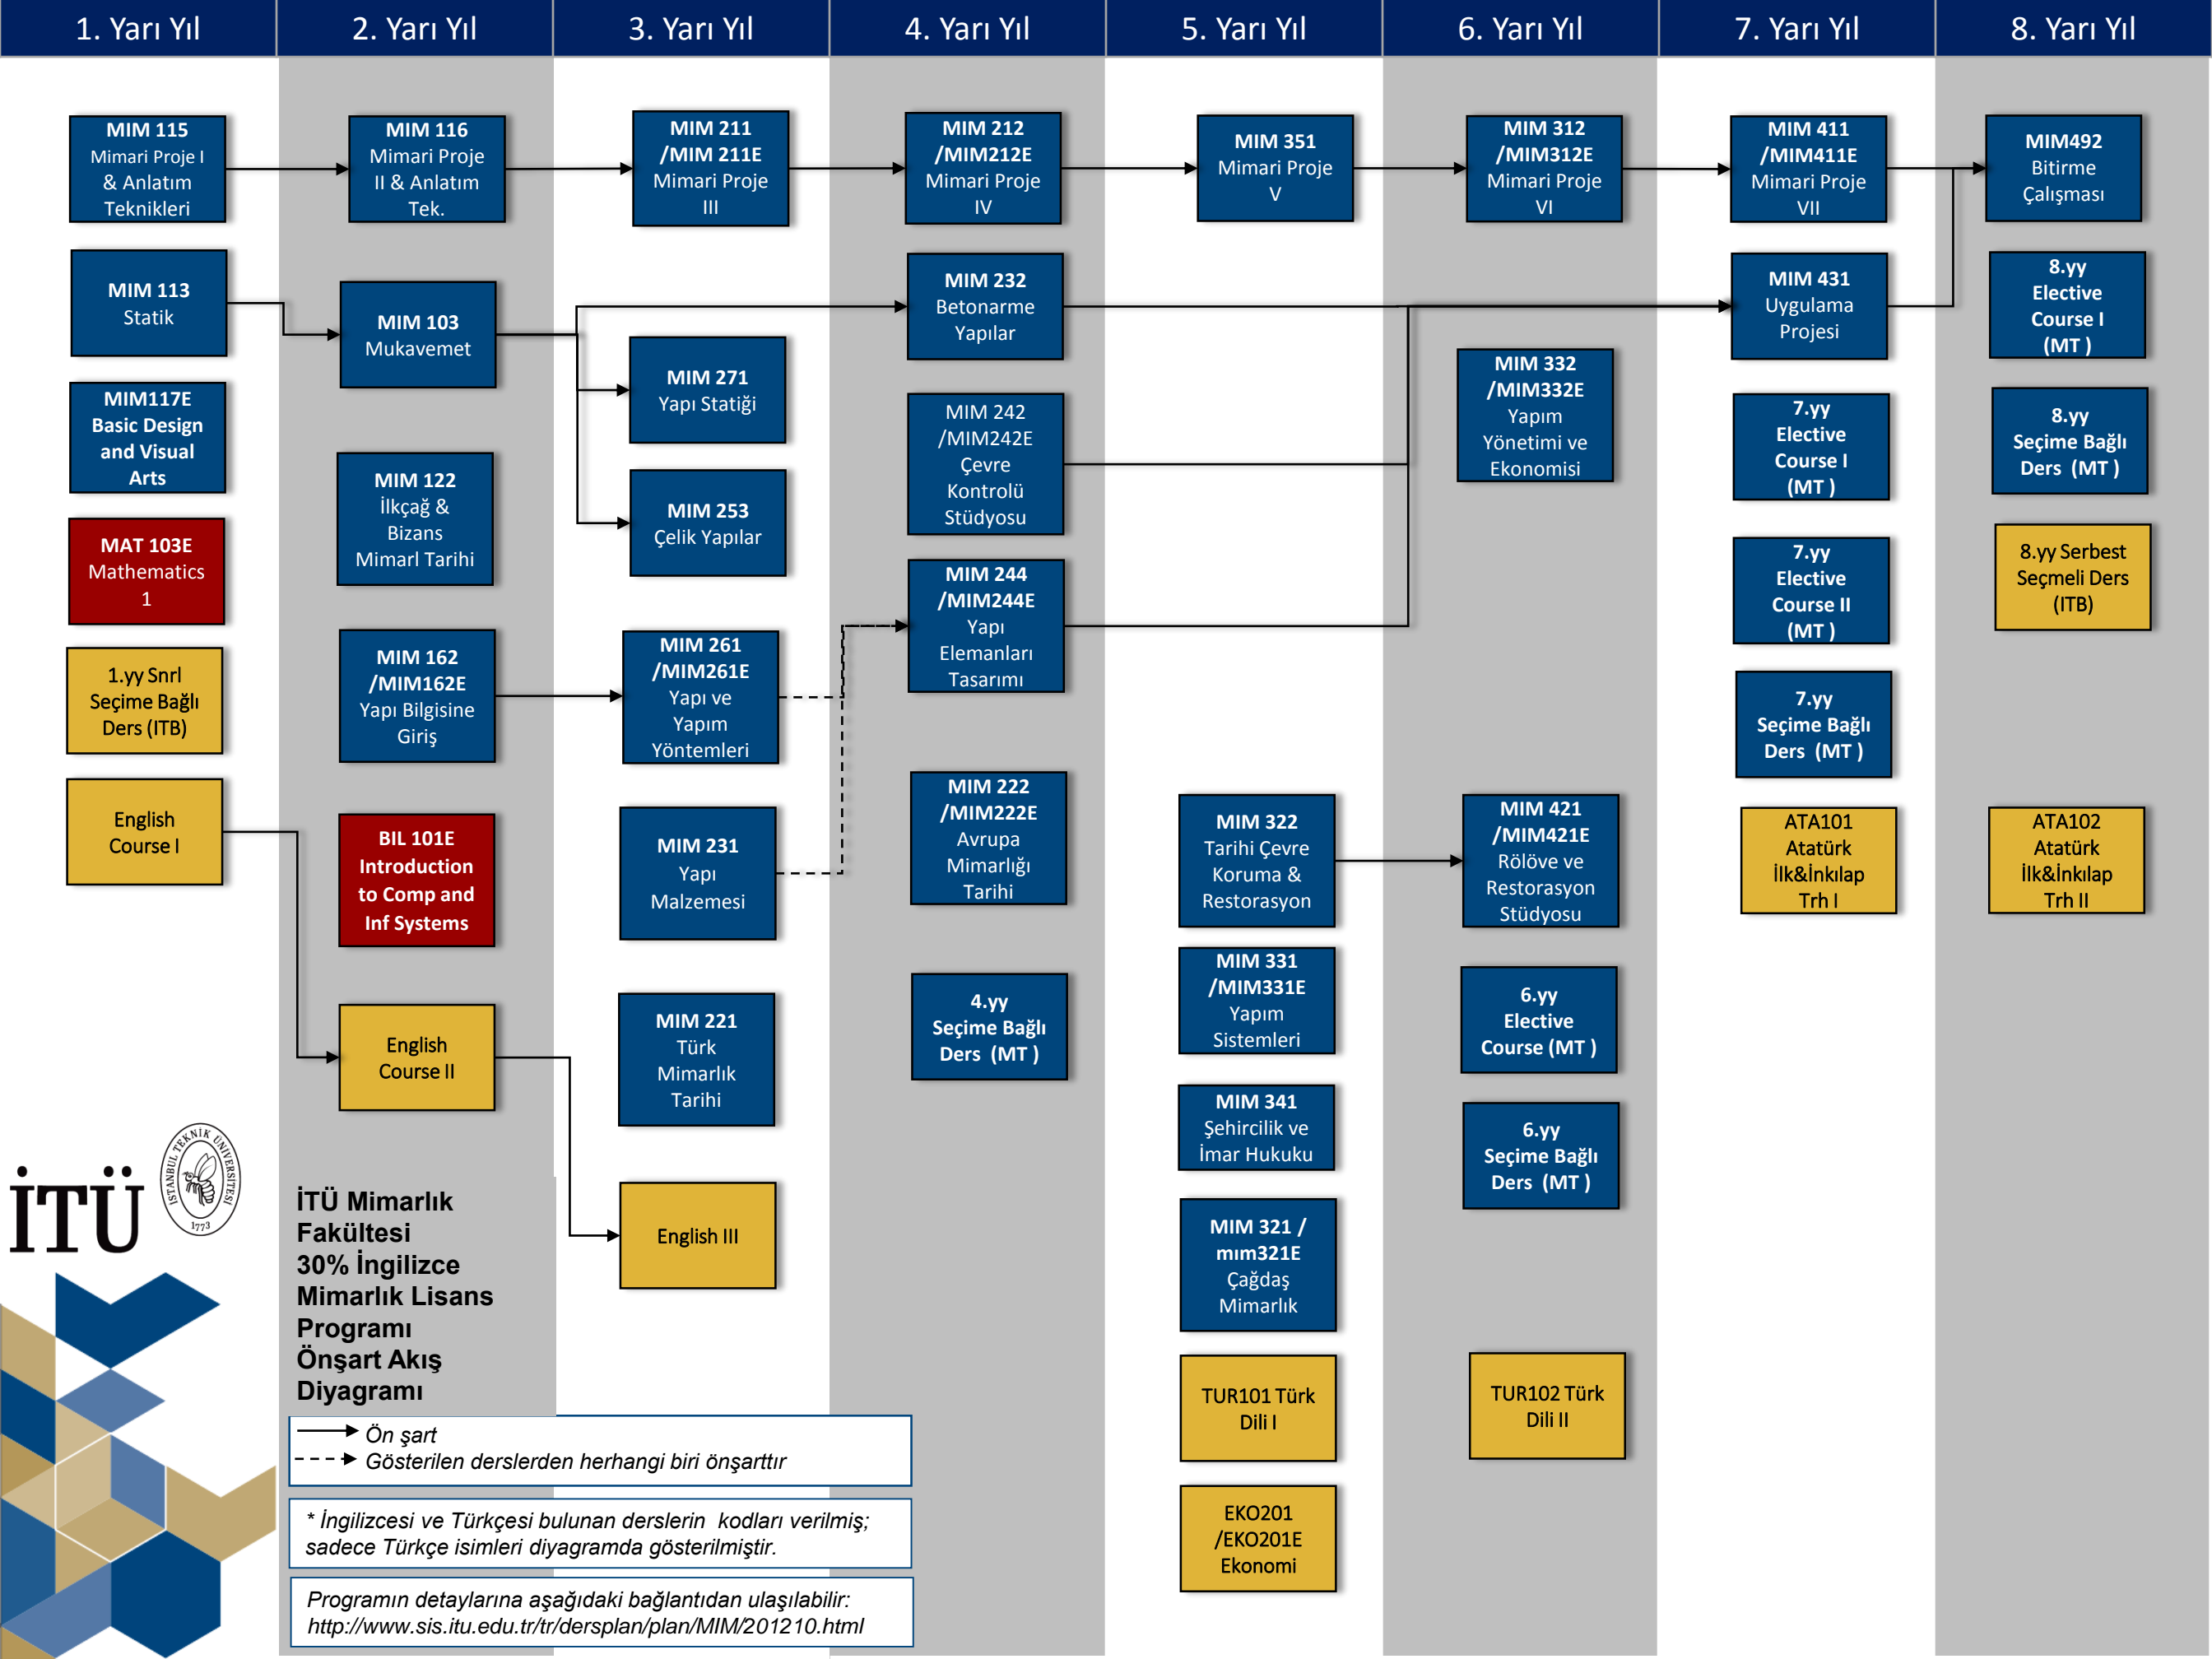 1. Yarı Yıl
2. Yarı Yıl
3. Yarı Yıl
4. Yarı Yıl
5. Yarı Yıl
6. Yarı Yıl
7. Yarı Yıl
8. Yarı Yıl
MIM 115
Mimari Proje I
& Anlatım
Teknikleri
MIM 113
Statik
MIM117E
Basic Design
and Visual
Arts
MAT 103E
Mathematics
1
1.yy Snrl
Seçime Bağlı
Ders (ITB)
English
Course I
MIM 116
Mimari Proje
II & Anlatım
Tek.
MIM 103
Mukavemet
MIM 122
İlkçağ &
Bizans
Mimarl Tarihi
MIM 162
/MIM162E
Yapı Bilgisine
Giriş
BIL 101E
Introduction
to Comp and
Inf Systems
English
Course II
MIM 211
/MIM 211E
Mimari Proje
III
MIM 271
Yapı Statiği
MIM 253
Çelik Yapılar
MIM 261
/MIM261E
Yapı ve
Yapım
Yöntemleri
MIM 231
Yapı
Malzemesi
MIM 221
Türk
Mimarlık
Tarihi
English III
MIM 212
/MIM212E
Mimari Proje
IV
MIM 232
Betonarme
Yapılar
MIM 242
/MIM242E
Çevre
Kontrolü
Stüdyosu
MIM 244
/MIM244E
Yapı
Elemanları
Tasarımı
MIM 222
/MIM222E
Avrupa
Mimarlığı
Tarihi
4.yy
Seçime Bağlı
Ders (MT )
MIM 351
Mimari Proje
V
MIM 322
Tarihi Çevre
Koruma &
Restorasyon
MIM 331
/MIM331E
Yapım
Sistemleri
MIM 341
Şehircilik ve
İmar Hukuku
MIM 321 /
mım321E
Çağdaş
Mimarlık
TUR101 Türk
Dili I
EKO201
/EKO201E
Ekonomi
MIM 312
/MIM312E
Mimari Proje
VI
MIM 332
/MIM332E
Yapım
Yönetimi ve
Ekonomisi
MIM 421
/MIM421E
Rölöve ve
Restorasyon
Stüdyosu
6.yy
Elective
Course (MT )
6.yy
Seçime Bağlı
Ders (MT )
TUR102 Türk
Dili II
MIM 411
/MIM411E
Mimari Proje
VII
MIM 431
Uygulama
Projesi
7.yy
Elective
Course I
(MT )
7.yy
Elective
Course II
(MT )
7.yy
Seçime Bağlı
Ders (MT )
ATA101
Atatürk
İlk&İnkılap
Trh I
MIM492
Bitirme
Çalışması
8.yy
Elective
Course I
(MT )
8.yy
Seçime Bağlı
Ders (MT )
8.yy Serbest
Seçmeli Ders
(ITB)
ATA102
Atatürk
İlk&İnkılap
Trh II
İTÜ
İSTANBUL TEKNİK ÜNİVERSİTESİ
1773
İTÜ Mimarlık
Fakültesi
30% İngilizce
Mimarlık Lisans
Programı
Önşart Akış
Diyagramı
Ön şart
Gösterilen derslerden herhangi biri önşarttır
* İngilizcesi ve Türkçesi bulunan derslerin kodları verilmiş;
sadece Türkçe isimleri diyagramda gösterilmiştir.
Programın detaylarına aşağıdaki bağlantıdan ulaşılabilir:
http://www.sis.itu.edu.tr/tr/dersplan/plan/MIM/201210.html